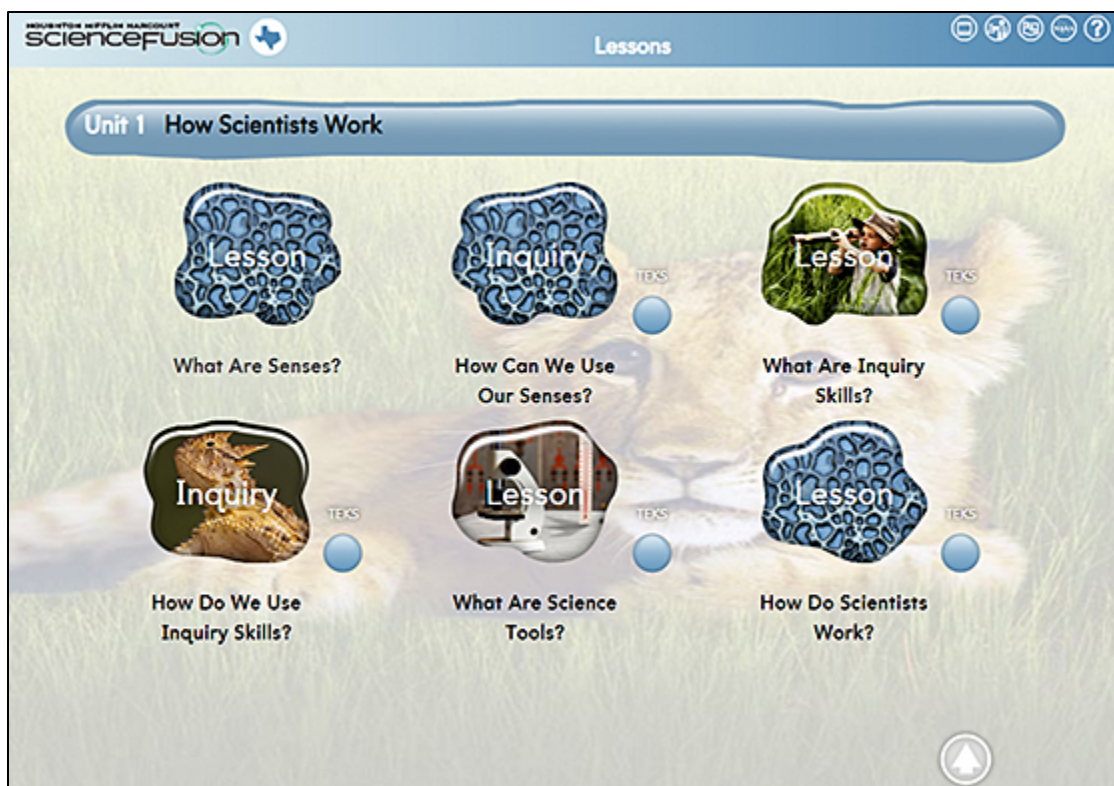 HOUGHTON MIFFLIN HARCOURT
scienceFusion
Lessons
Unit 1 How Scientists Work
Lesson
Inquiry
TEKS
Lesson
TEKS
What Are Senses?
How Can We Use
Our Senses?
What Are Inquiry
Skills?
Inquiry
TEKS
Lesson
TEKS
Lesson
TEKS
How Do We Use
Inquiry Skills?
What Are Science
Tools?
How Do Scientists
Work?